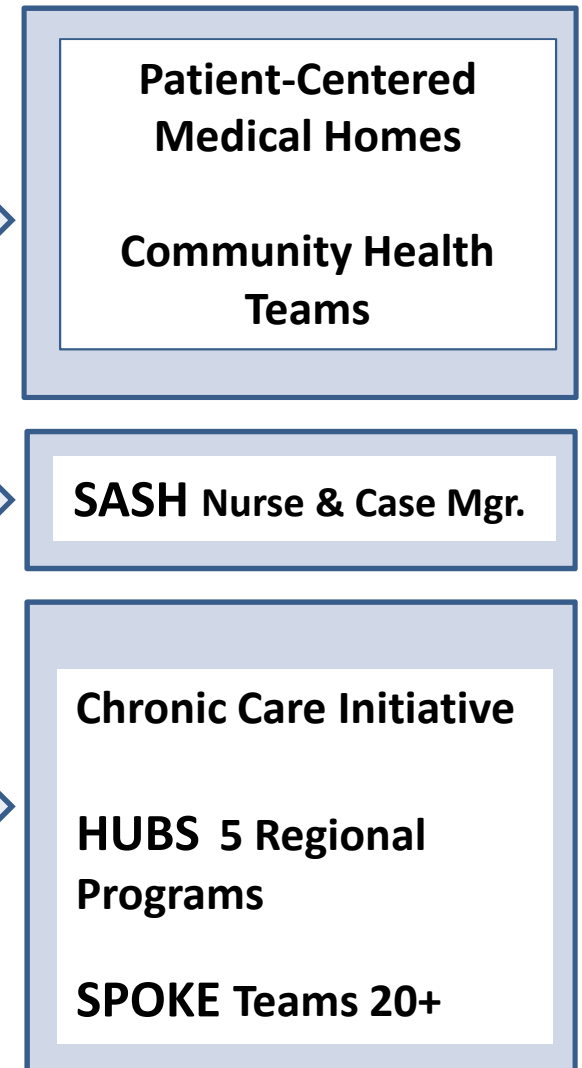 Patient-Centered
Medical Homes
Community Health
Teams
SASH Nurse & Case Mgr.
Chronic Care Initiative
HUBS 5 Regional
Programs
SPOKE Teams 20+